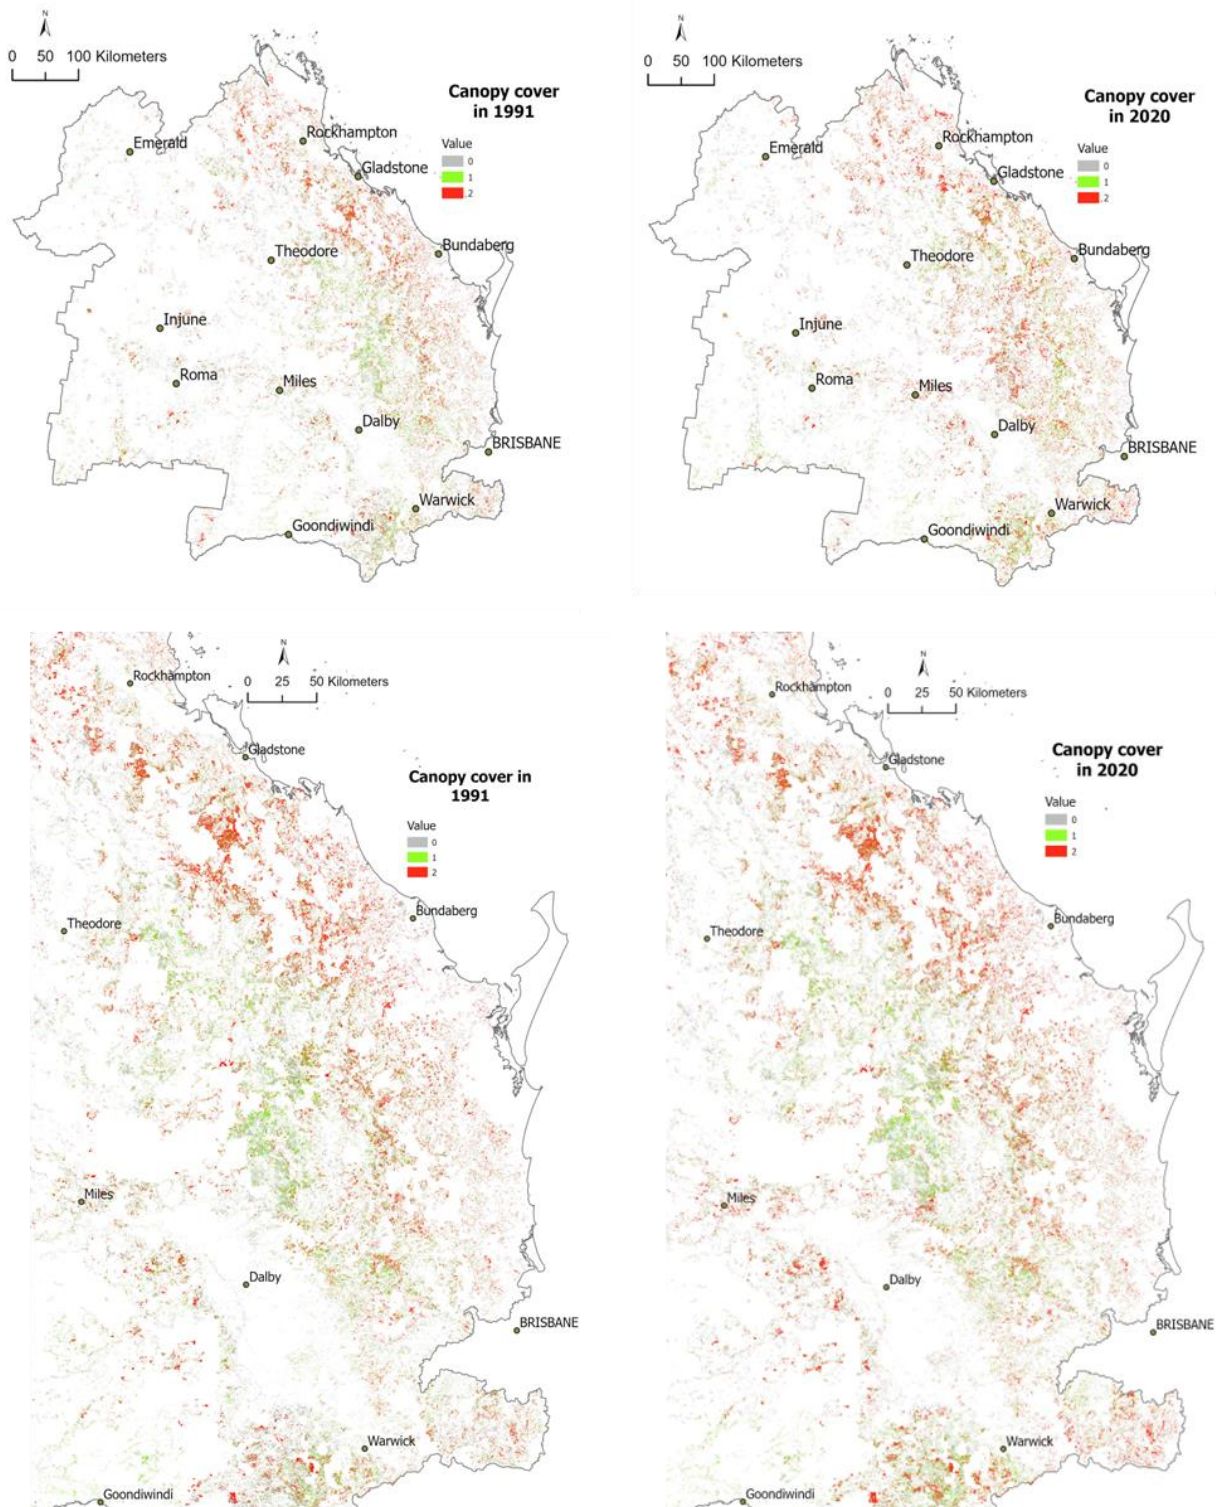 N
0 50 100 Kilometers
Canopy cover
in 1991
Value
0
1
2
Emerald
Rockhampton
Gladstone
Theodore
Bundaberg
Injune
Roma
Miles
Dalby
BRISBANE
Warwick
Goondiwindi
N
0 50 100 Kilometers
Canopy cover
in 2020
Value
0
1
2
Emerald
Rockhampton
Gladstone
Theodore
Bundaberg
Injune
Roma
Miles
Dalby
BRISBANE
Warwick
Goondiwindi
N
0 25 50 Kilometers
Rockhampton
Gladstone
Canopy cover in
1991
Value
0
1
2
Theodore
Bundaberg
Miles
Dalby
BRISBANE
Warwick
Goondiwindi
N
0 25 50 Kilometers
Rockhampton
Gladstone
Canopy cover
in 2020
Value
0
1
2
Theodore
Bundaberg
Miles
Dalby
BRISBANE
Warwick
Goondiwindi